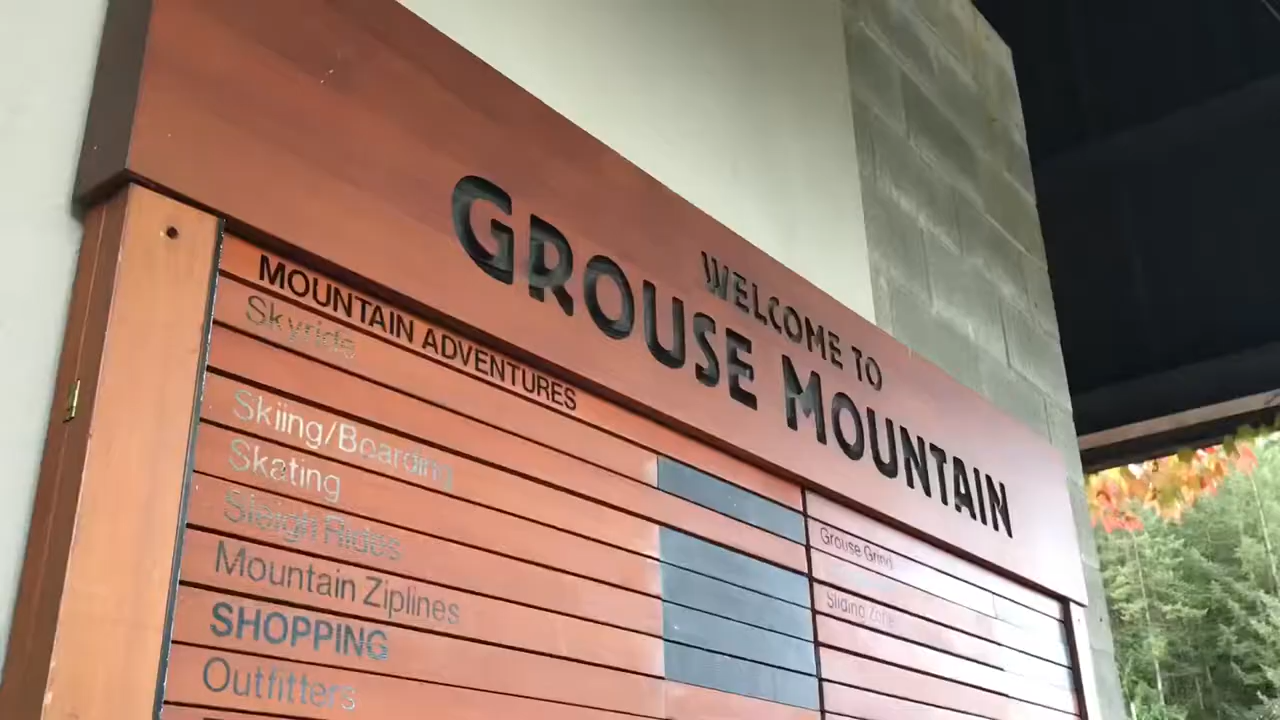 WELCOME TO
GROUSE MOUNTAIN
MOUNTAIN ADVENTURES
Skyride
Skiing/Boarding
Skating
Sleigh Rides
Mountain Ziplines
SHOPPING
Outfitters
Grouse Grind
Sliding Zone